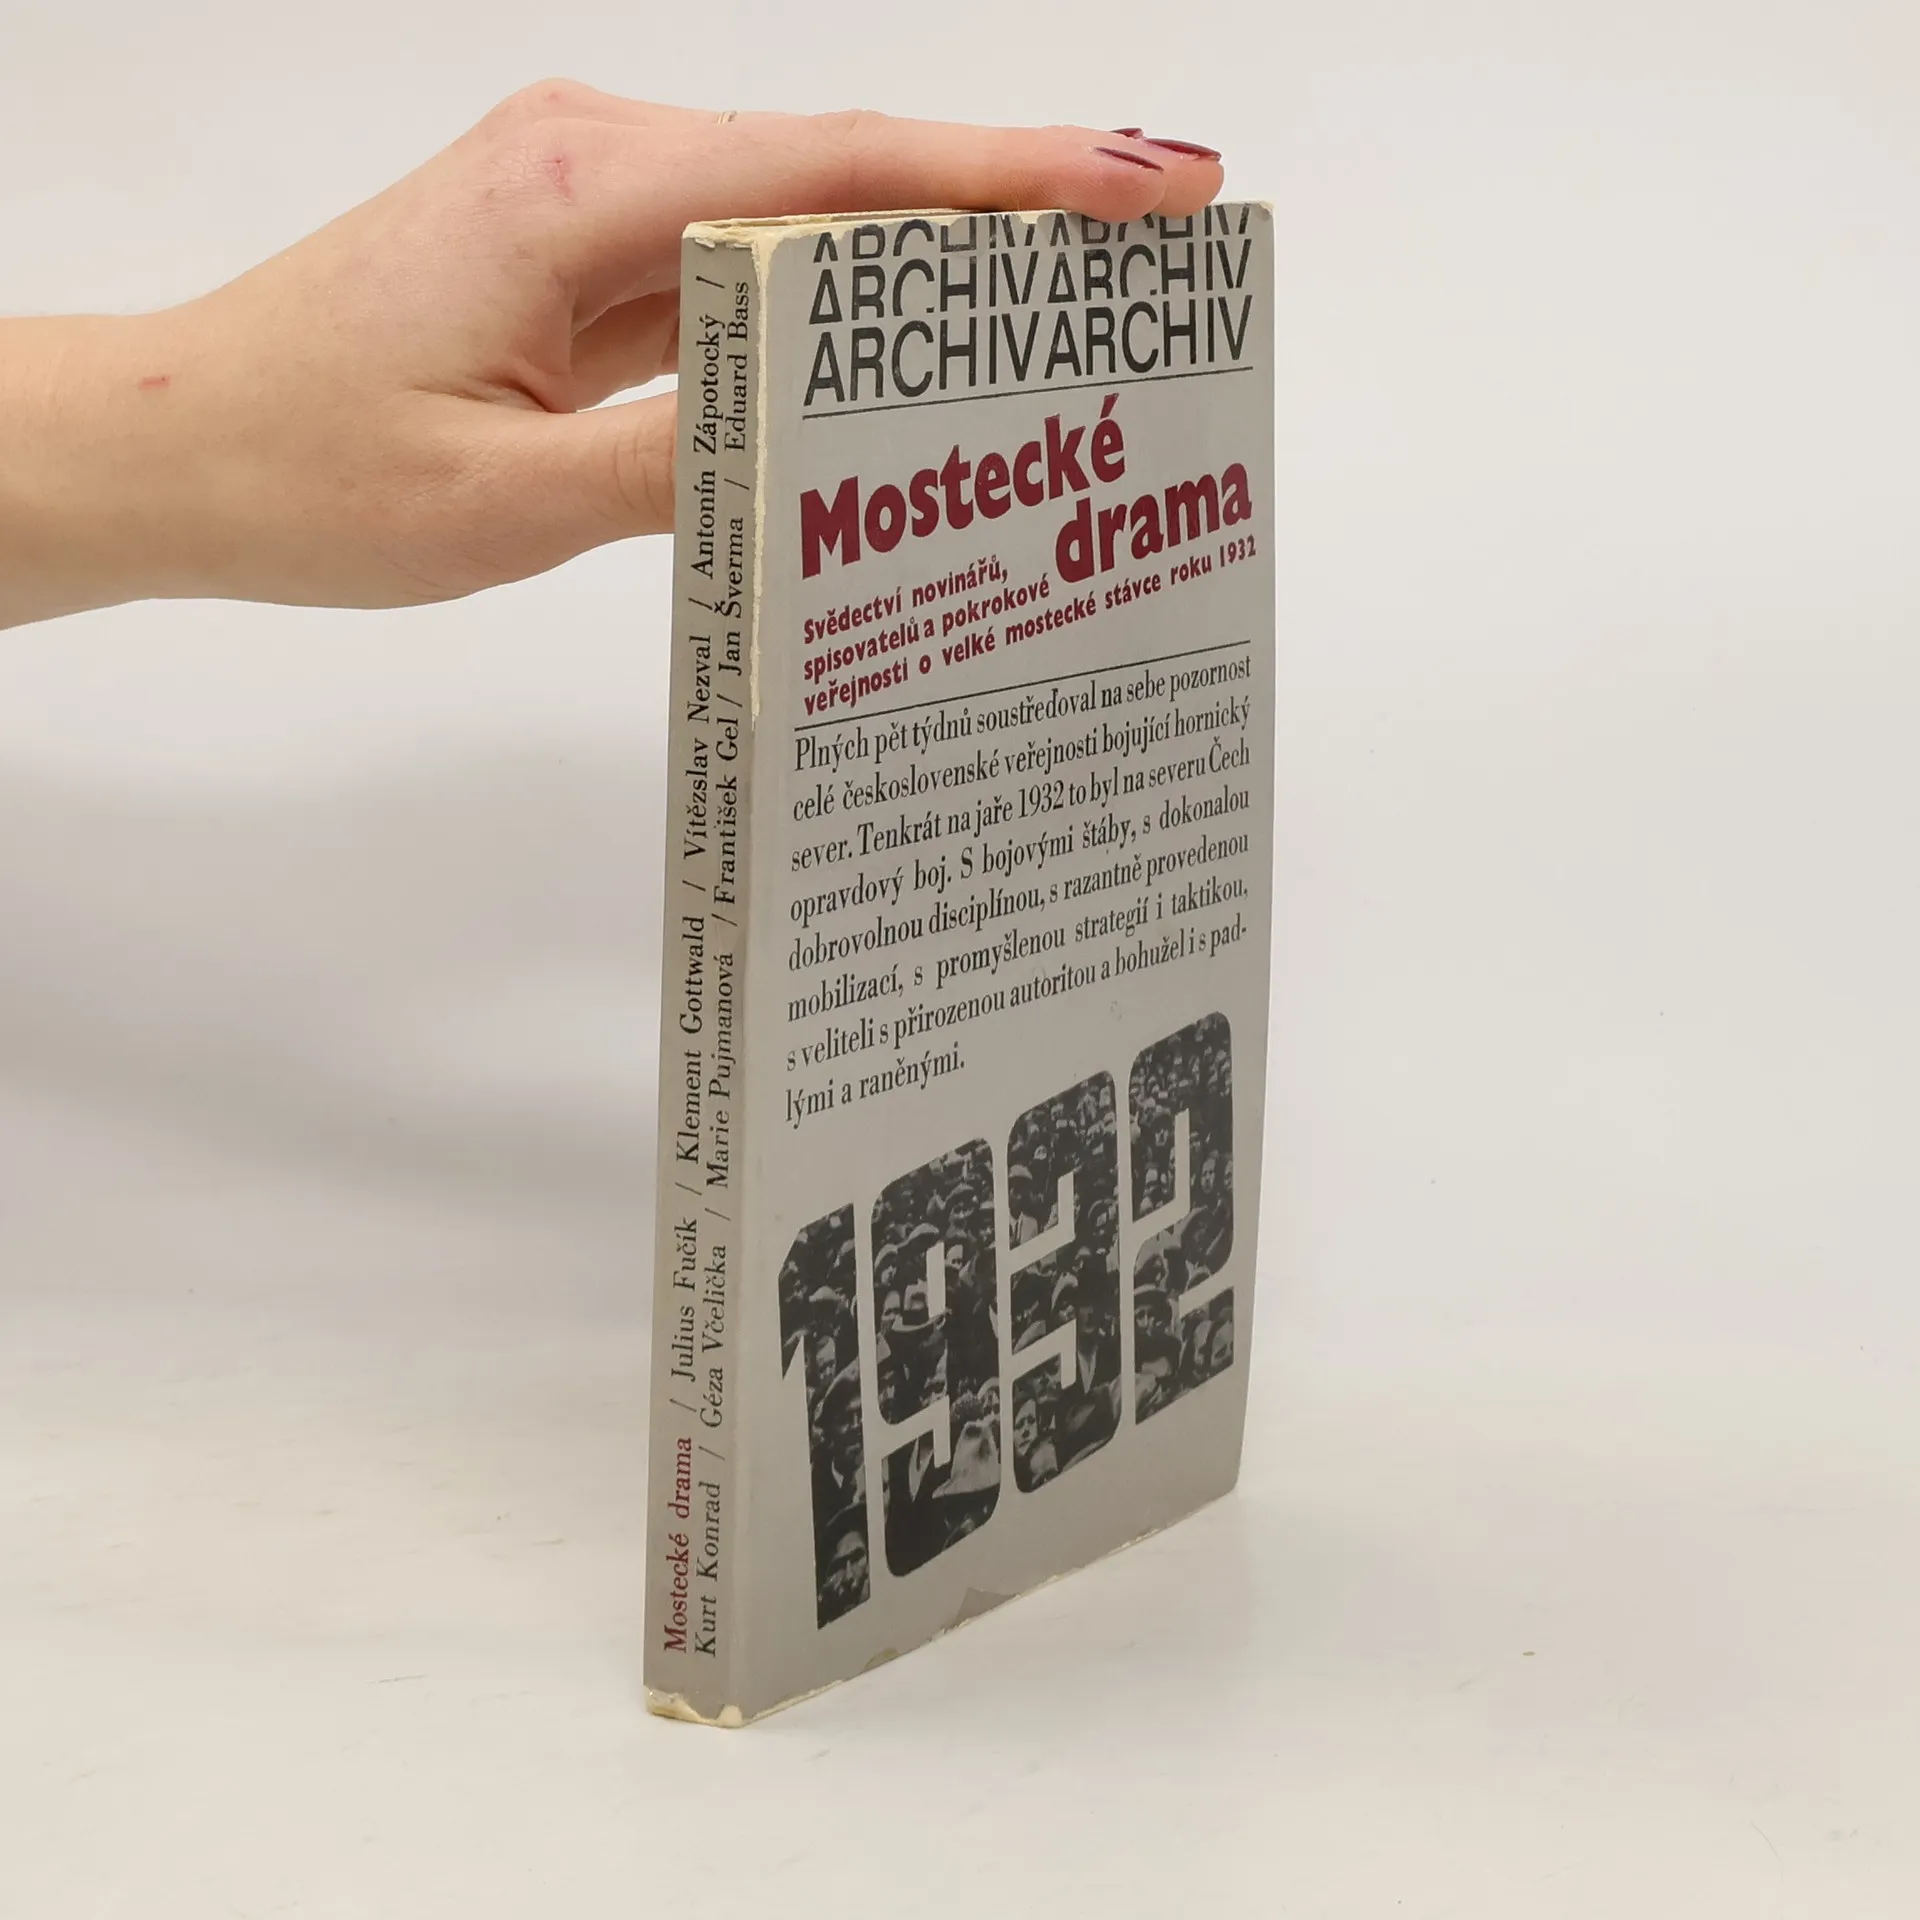 Mostecké drama / Julius Fučík / Klement Gottwald / Vítězslav Nezval / Antonín Zápotocký /
Kurt Konrad / Géza Včelička / Marie Pujmanová / František Gel / Jan Šverma / Eduard Bass
ARCHIVARCHIV
ARCHIVARCHIV
ARCHIVARCHIV
Mostecké
drama
Svědectví novinářů,
spisovatelů a pokrokové
veřejnosti o velké mostecké stávce roku 1932
Plných pět týdnů soustřeďoval na sebe pozornost
celé československé veřejnosti bojující hornický
sever. Tenkrát na jaře 1932 to byl na severu Čech
opravdový boj. S bojovými štáby, s dokonalou
dobrovolnou disciplínou, s razantně provedenou
mobilizací, s promyšlenou strategií i taktikou,
s veliteli s přirozenou autoritou a bohužel i s pad-
lými a raněnými.
1932